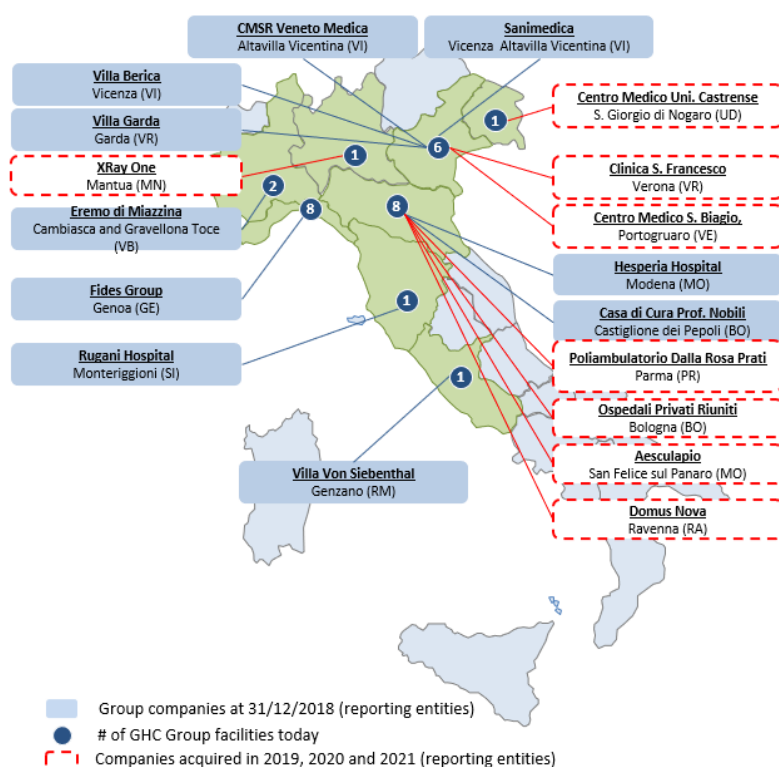 CMSR Veneto Medica
Altavilla Vicentina (VI)
Sanimedica
Vicenza Altavilla Vicentina (VI)
Villa Berica
Vicenza (VI)
Villa Garda
Garda (VR)
XRay One
Mantua (MN)
Eremo di Miazzina
Cambiasca and Gravellona Toce
(VB)
Fides Group
Genoa (GE)
Rugani Hospital
Monteriggioni (SI)
Villa Von Siebenthal
Genzano (RM)
1
6
1
2
8
8
1
1
Centro Medico Uni. Castrense
S. Giorgio di Nogaro (UD)
Clinica S. Francesco
Verona (VR)
Centro Medico S. Biagio,
Portogruaro (VE)
Hesperia Hospital
Modena (MO)
Casa di Cura Prof. Nobili
Castiglione dei Pepoli (BO)
Poliambulatorio Dalla Rosa Prati
Parma (PR)
Ospedali Privati Riuniti
Bologna (BO)
Aesculapio
San Felice sul Panaro (MO)
Domus Nova
Ravenna (RA)
Group companies at 31/12/2018 (reporting entities)
# of GHC Group facilities today
Companies acquired in 2019, 2020 and 2021 (reporting entities)